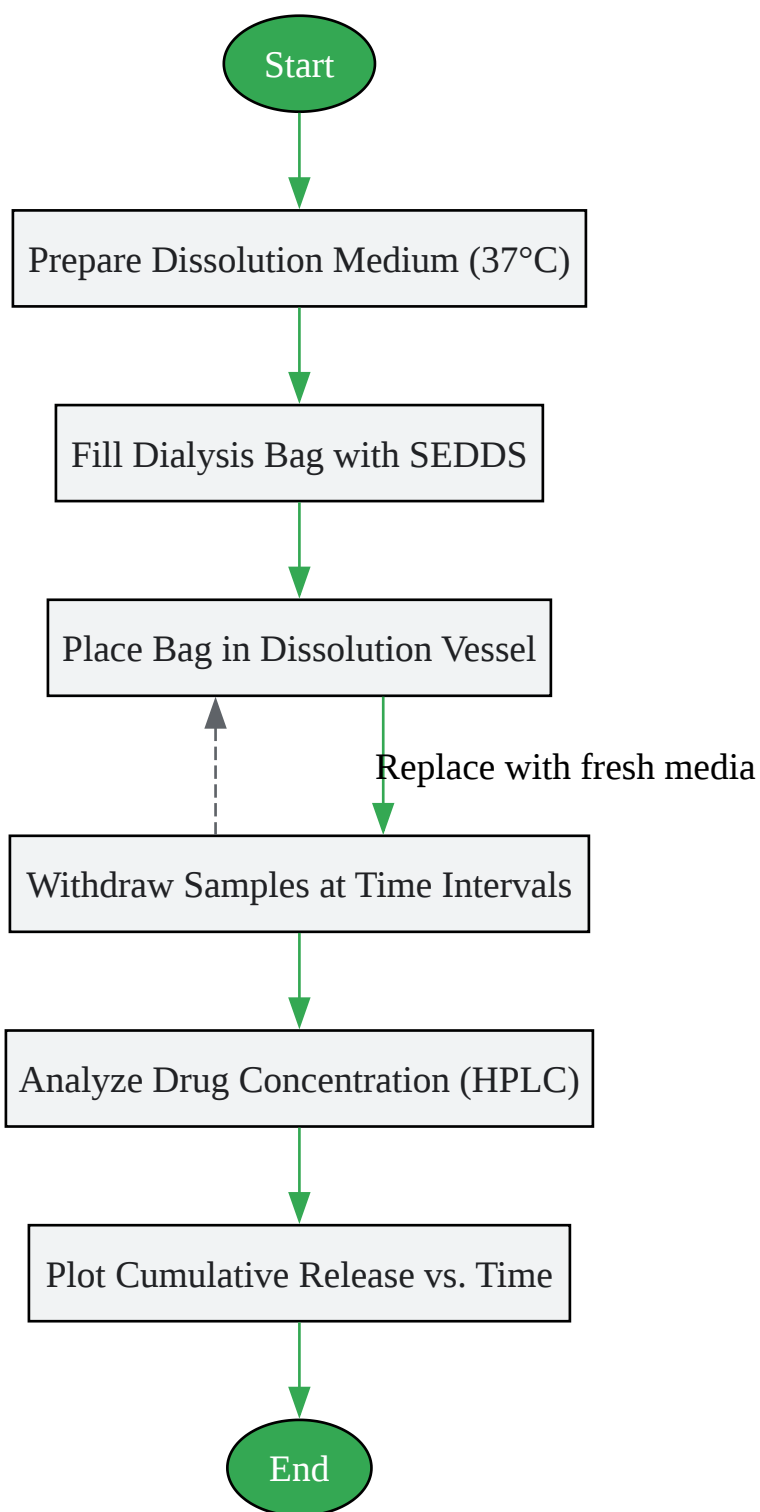 Start
Prepare Dissolution Medium (37°C)
Fill Dialysis Bag with SEDDS
Place Bag in Dissolution Vessel
Replace with fresh media
Withdraw Samples at Time Intervals
Analyze Drug Concentration (HPLC)
Plot Cumulative Release vs. Time
End